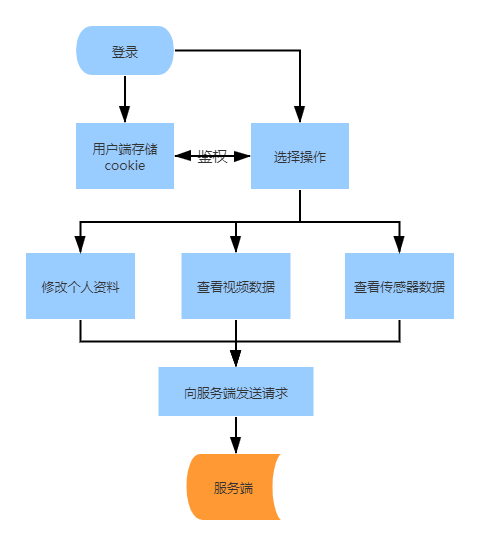 登录
用户端存储
cookie
鉴权
选择操作
修改个人资料
查看视频数据
查看传感器数据
向服务端发送请求
服务端